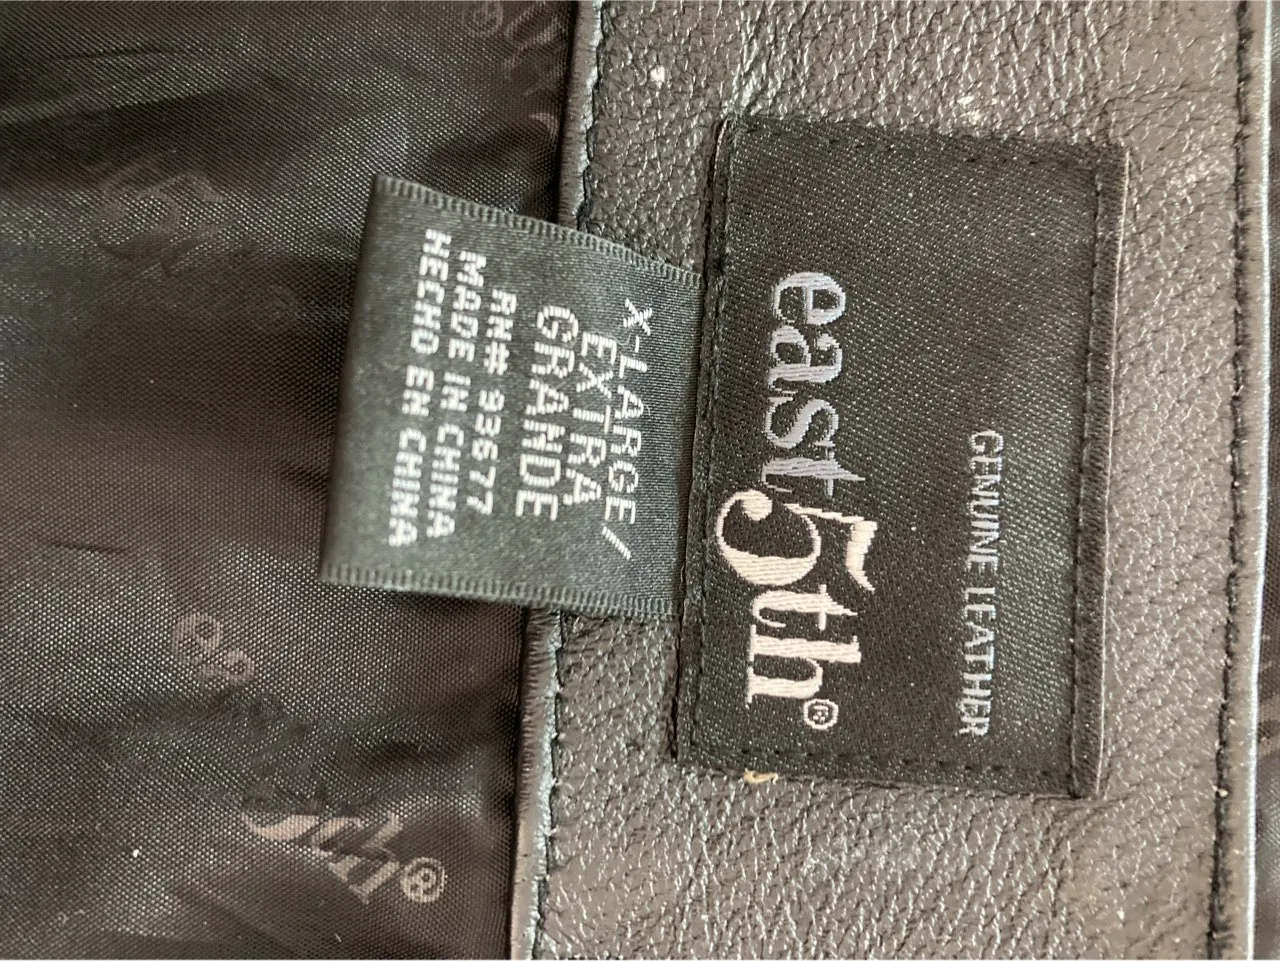 GENUINE LEATHER
east5th®
X-LARGE/
EXTRA
GRANDE
RN# 93677
MADE IN CHINA
HECHO EN CHINA